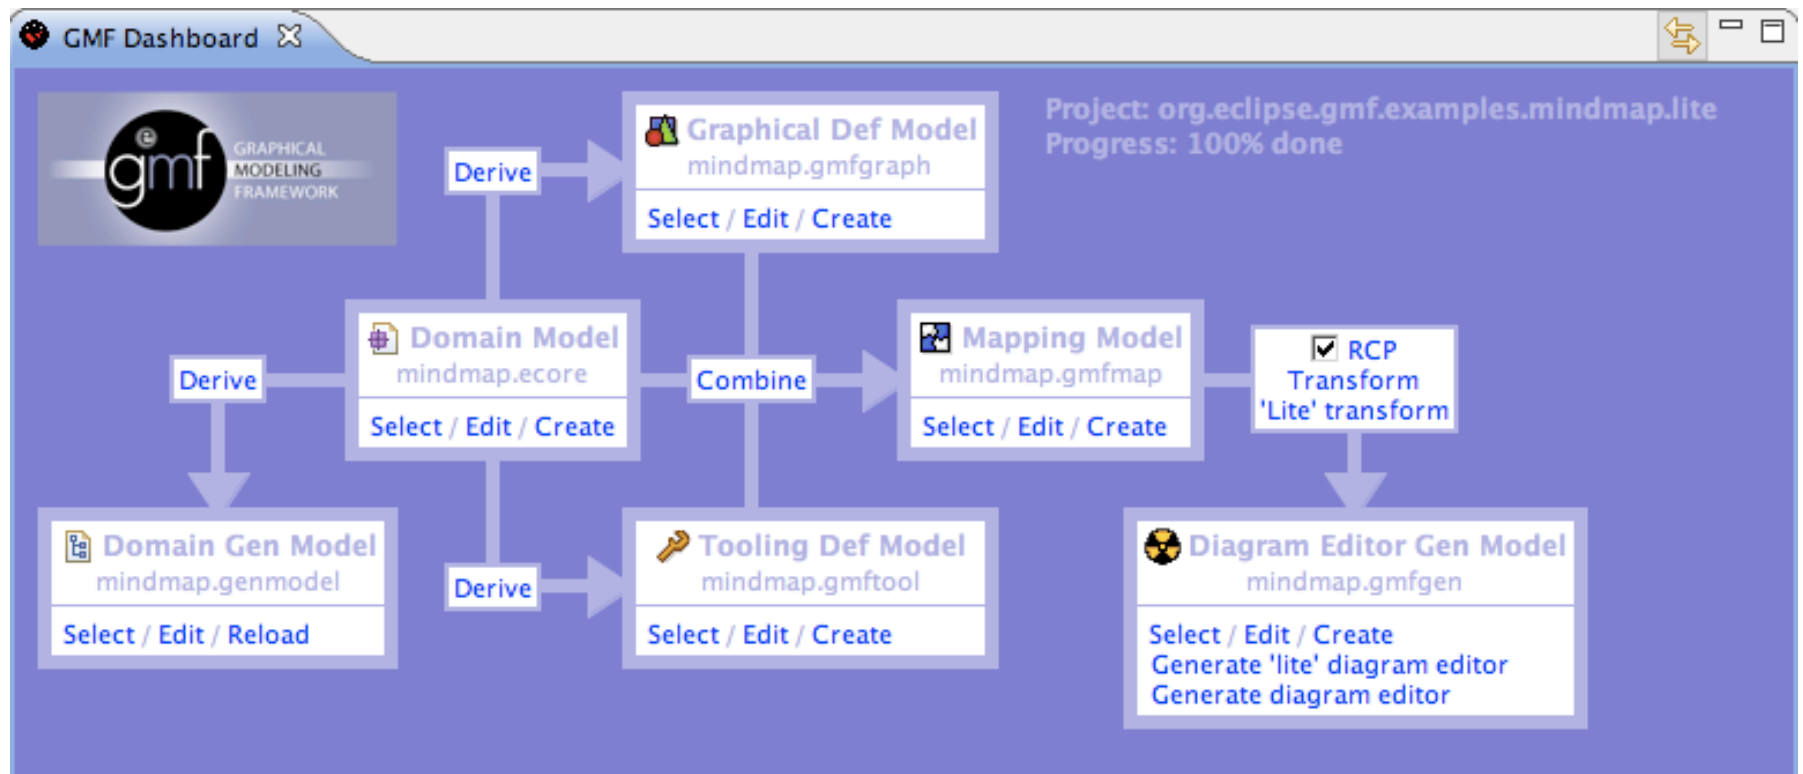 GMF Dashboard
e
gmf
GRAPHICAL
MODELING
FRAMEWORK
Project: org.eclipse.gmf.examples.mindmap.lite
Progress: 100% done
Derive
Graphical Def Model
mindmap.gmfgraph
Select / Edit / Create
Derive
Domain Model
mindmap.ecore
Select / Edit / Create
Combine
Mapping Model
mindmap.gmfmap
Select / Edit / Create
RCP
Transform
'Lite' transform
Domain Gen Model
mindmap.genmodel
Select / Edit / Reload
Derive
Tooling Def Model
mindmap.gmftool
Select / Edit / Create
Diagram Editor Gen Model
mindmap.gmfgen
Select / Edit / Create
Generate 'lite' diagram editor
Generate diagram editor